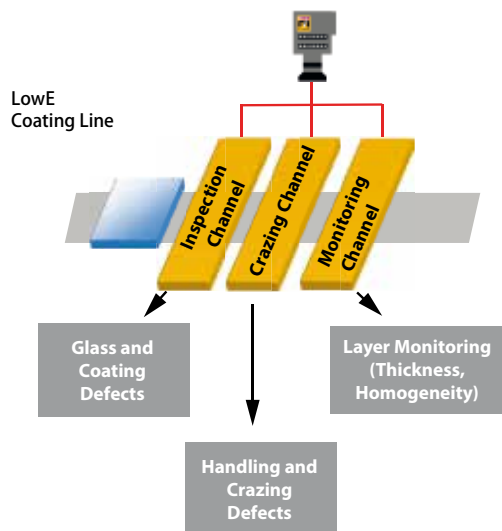 LowE
Coating Line
Inspection
Channel
Crazing Channel
Monitoring
Channel
Glass and
Coating
Defects
Layer Monitoring
(Thickness,
Homogeneity)
Handling and
Crazing
Defects